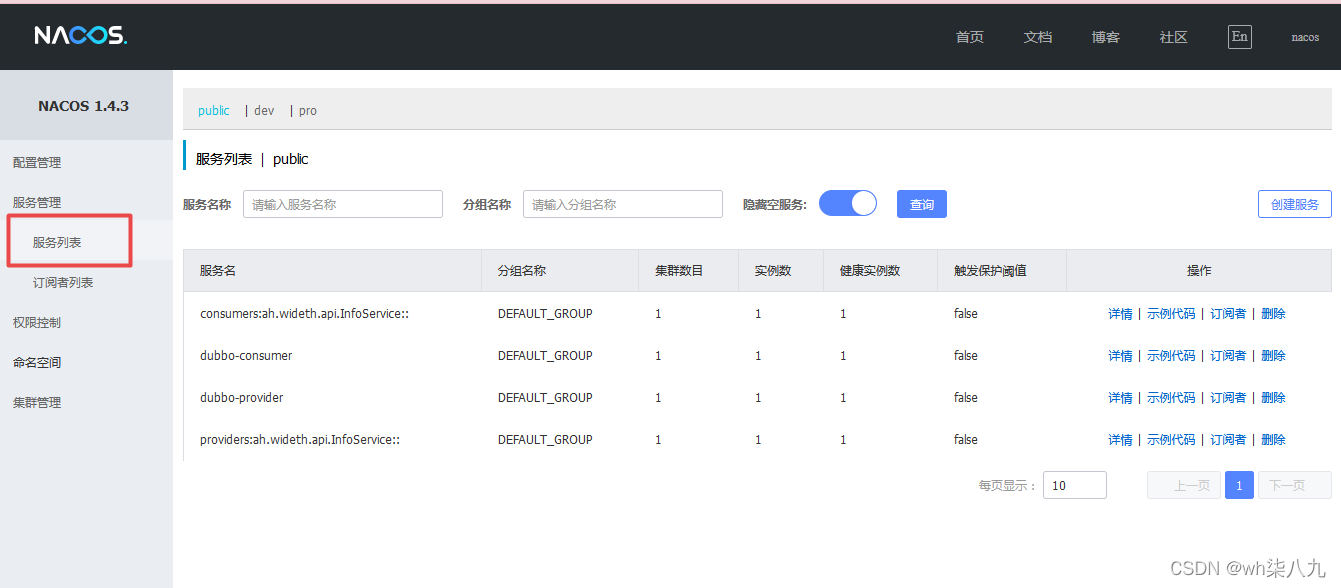 NACOS. 首页 文档 博客 社区 En nacos
NACOS 1.4.3
配置管理
服务管理
服务列表
订阅者列表
权限控制
命名空间
集群管理
public | dev | pro
服务列表 | public
服务名称 请输入服务名称 分组名称 请输入分组名称 隐藏空服务: 查询 创建服务
服务名 分组名称 集群数目 实例数 健康实例数 触发保护阈值 操作
consumers:ah.wideth.api.InfoService:: DEFAULT_GROUP 1 1 1 false 详情 | 示例代码 | 订阅者 | 删除
dubbo-consumer DEFAULT_GROUP 1 1 1 false 详情 | 示例代码 | 订阅者 | 删除
dubbo-provider DEFAULT_GROUP 1 1 1 false 详情 | 示例代码 | 订阅者 | 删除
providers:ah.wideth.api.InfoService:: DEFAULT_GROUP 1 1 1 false 详情 | 示例代码 | 订阅者 | 删除
每页显示： 10 上一页 1 下一页
CSDN @wh柒八九